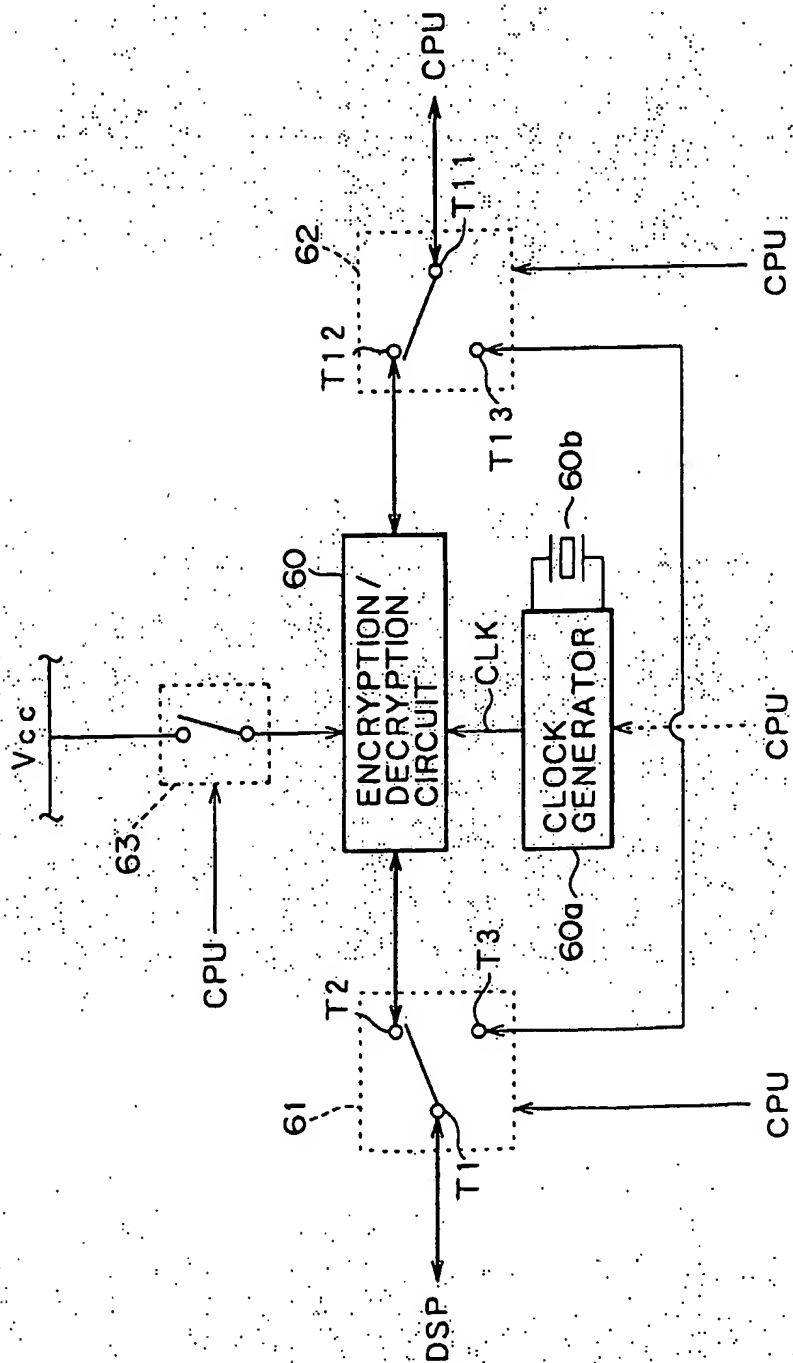 Vcc
63
CPU
60
ENCRYPTION/
DECRYPTION
CIRCUIT
61
T2
T1
T3
DSP
CPU
62
T12
T11
T13
CPU
CPU
CLK
CLOCK
GENERATOR
60a
60b
CPU